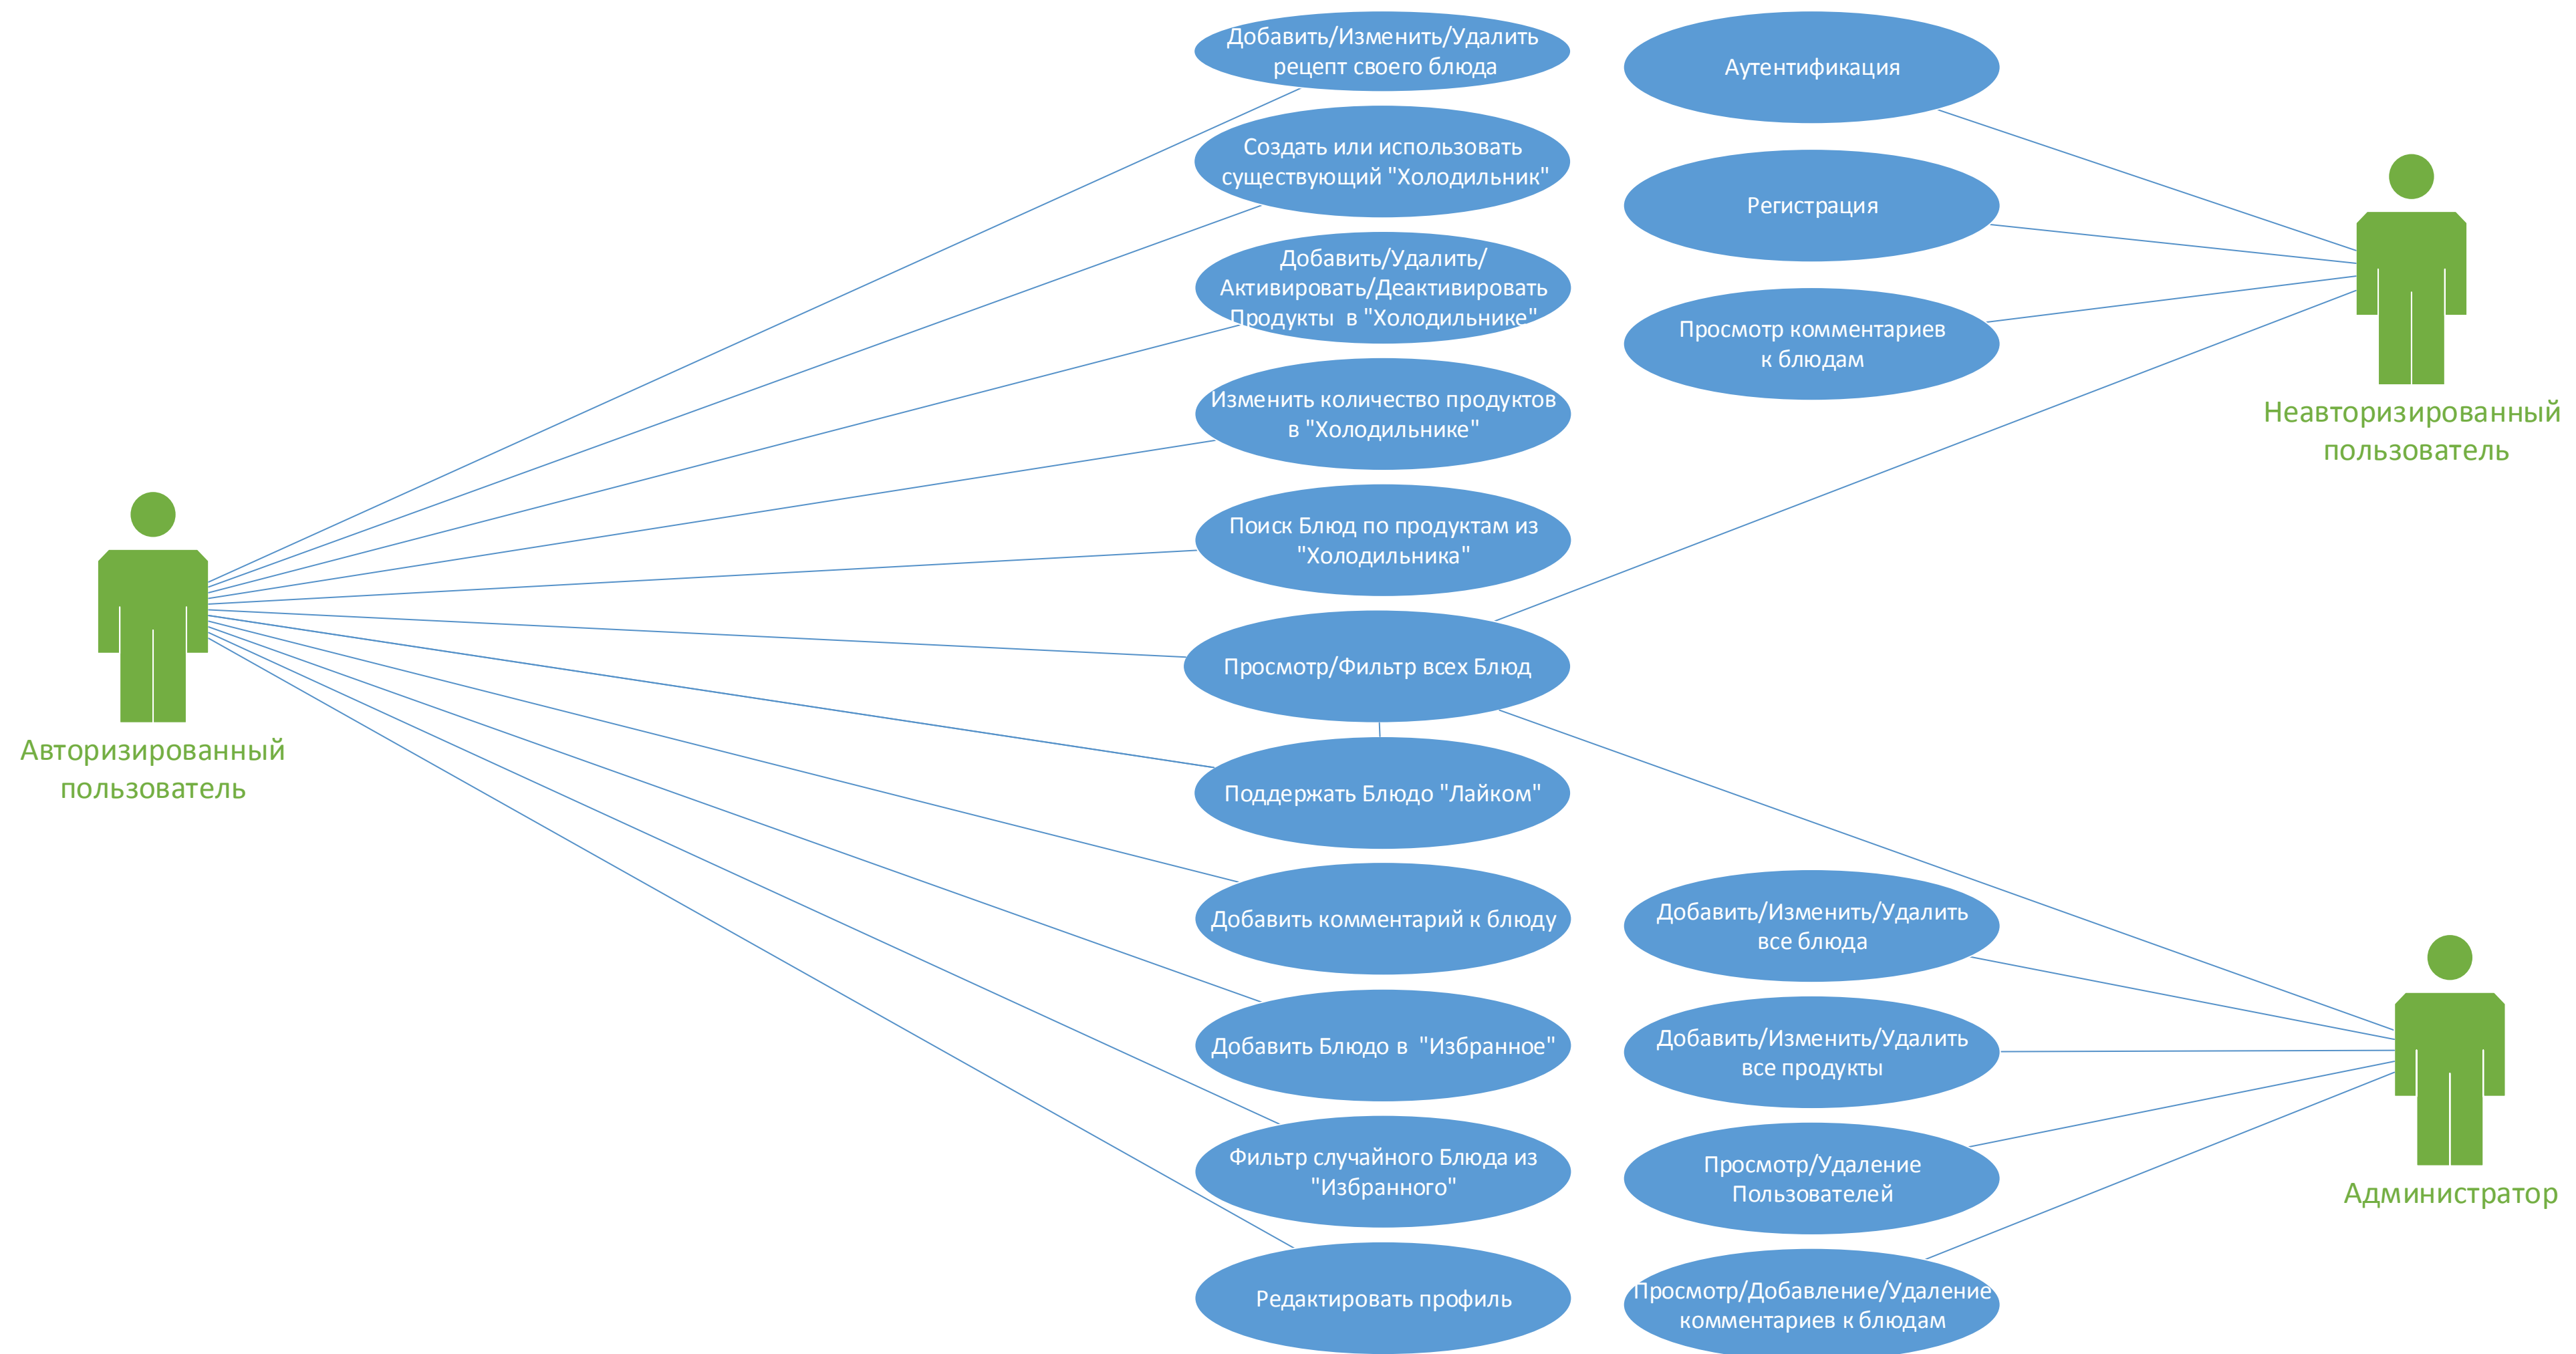 Добавить/Изменить/Удалить
рецепт своего блюда
Создать или использовать
существующий "Холодильник"
Добавить/Удалить/
Активировать/Деактивировать
Продукты в "Холодильнике"
Изменить количество продуктов
в "Холодильнике"
Поиск Блюд по продуктам из
"Холодильника"
Просмотр/Фильтр всех Блюд
Поддержать Блюдо "Лайком"
Добавить комментарий к блюду
Добавить Блюдо в "Избранное"
Фильтр случайного Блюда из
"Избранного"
Редактировать профиль
Аутентификация
Регистрация
Просмотр комментариев
к блюдам
Добавить/Изменить/Удалить
все блюда
Добавить/Изменить/Удалить
все продукты
Просмотр/Удаление
Пользователей
Просмотр/Добавление/Удаление
комментариев к блюдам
Авторизированный
пользователь
Неавторизированный
пользователь
Администратор